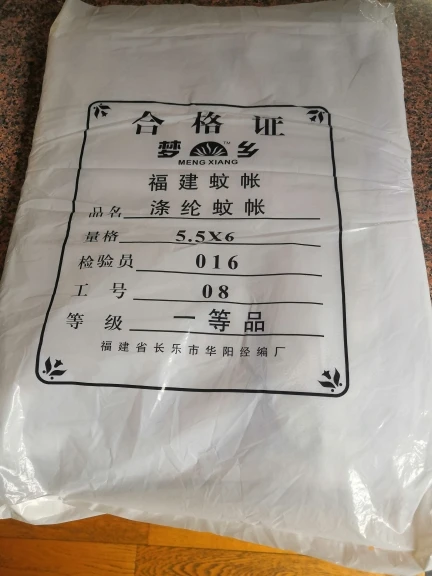 合格证
梦乡™
MENG XIANG
福建蚊帐
品名 涤纶蚊帐
量格 5.5X6
检验员 016
工号 08
等级 一等品
福建省长乐市华阳经编厂